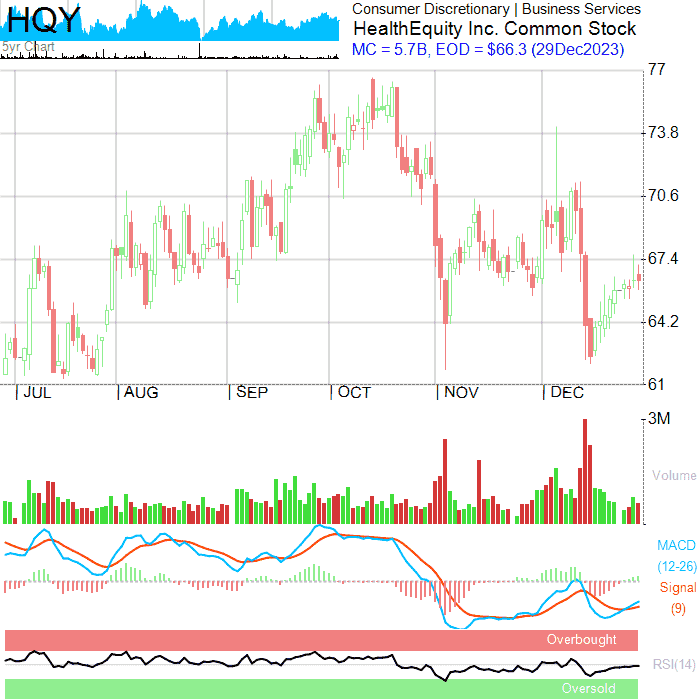 HQY
5yr Chart
Consumer Discretionary | Business Services
HealthEquity Inc. Common Stock
MC = 5.7B, EOD = $66.3 (29Dec2023)
77
73.8
70.6
67.4
64.2
61
JUL AUG SEP OCT NOV DEC
3M
Volume
MACD
(12-26)
Signal
(9)
Overbought
RSI(14)
Oversold